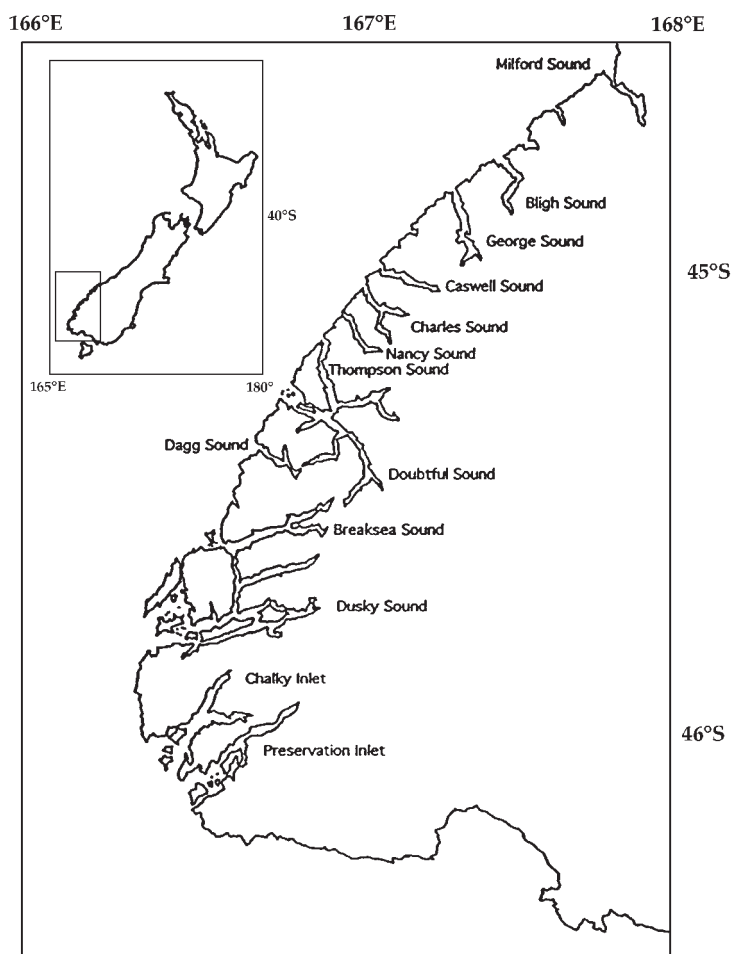 166°E 167°E 168°E
Milford Sound
Bligh Sound
40°S
George Sound
45°S
Caswell Sound
Charles Sound
Nancy Sound
Thompson Sound
165°E 180°
Dagg Sound
Doubtful Sound
Breaksea Sound
Dusky Sound
Chalky Inlet
46°S
Preservation Inlet